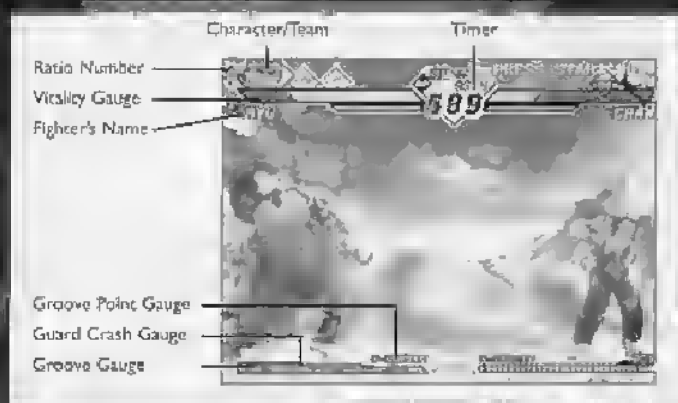 Character/Team
Timer
Ratio Number
Vitality Gauge
Fighter's Name
Groove Point Gauge
Guard Crash Gauge
Groove Gauge